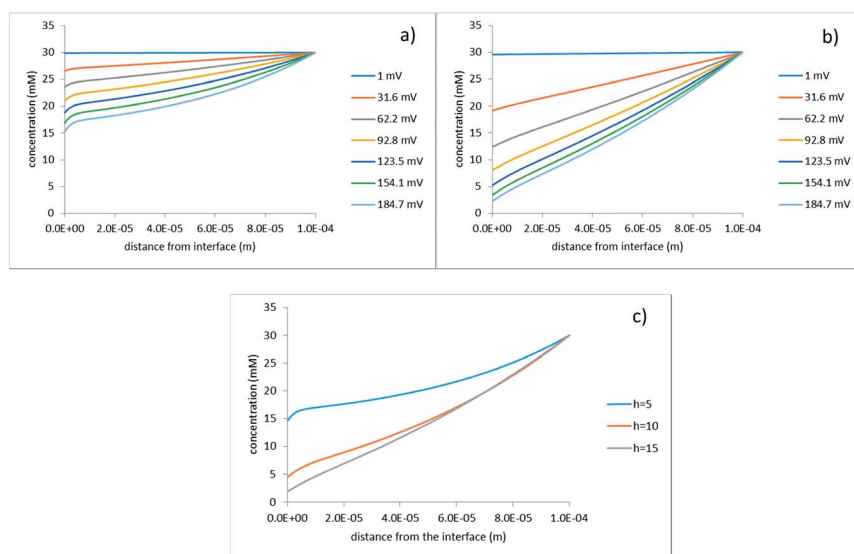 a)
35
30
25
20
15
10
5
0
concentration (mM)
0.0E+00 2.0E-05 4.0E-05 6.0E-05 8.0E-05 1.0E-04
distance from interface (m)
1 mV
31.6 mV
62.2 mV
92.8 mV
123.5 mV
154.1 mV
184.7 mV
b)
35
30
25
20
15
10
5
0
concentration (mM)
0.0E+00 2.0E-05 4.0E-05 6.0E-05 8.0E-05 1.0E-04
distance from interface (m)
1 mV
31.6 mV
62.2 mV
92.8 mV
123.5 mV
154.1 mV
184.7 mV
c)
35
30
25
20
15
10
5
0
concentration (mM)
0.0E+00 2.0E-05 4.0E-05 6.0E-05 8.0E-05 1.0E-04
distance from the interface (m)
h=5
h=10
h=15